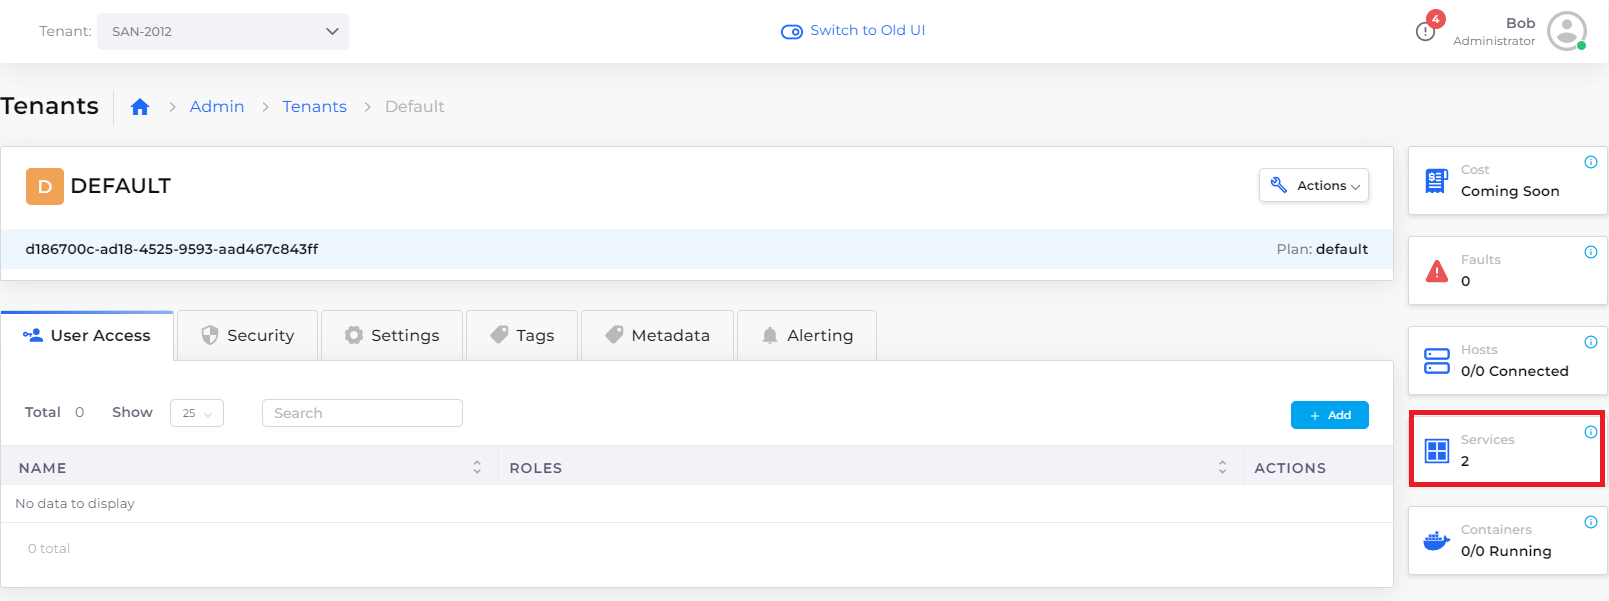 Tenant: SAN-2012
Switch to Old UI
4
Bob
Administrator
Tenants > Admin > Tenants > Default
D DEFAULT
Actions
d186700c-ad18-4525-9593-aad467c843ff
Plan: default
User Access Security Settings Tags Metadata Alerting
Total 0 Show 25 Search
+ Add
NAME ROLES ACTIONS
No data to display
0 total
Cost
Coming Soon
Faults
0
Hosts
0/0 Connected
Services
2
Containers
0/0 Running